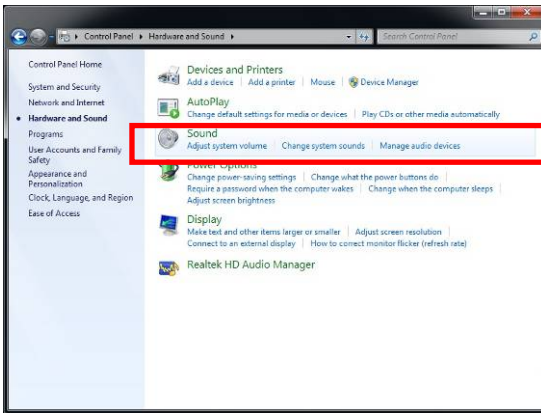 Control Panel ▸ Hardware and Sound ▸
Search Control Panel
Control Panel Home
System and Security
Network and Internet
Hardware and Sound
Programs
User Accounts and Family
Safety
Appearance and
Personalization
Clock, Language, and Region
Ease of Access
Devices and Printers
Add a device | Add a printer | Mouse | Device Manager
AutoPlay
Change default settings for media or devices | Play CDs or other media automatically
Sound
Adjust system volume | Change system sounds | Manage audio devices
Power Options
Change power-saving settings | Change what the power buttons do |
Require a password when the computer wakes | Change when the computer sleeps |
Adjust screen brightness
Display
Make text and other items larger or smaller | Adjust screen resolution |
Connect to an external display | How to correct monitor flicker (refresh rate)
Realtek HD Audio Manager